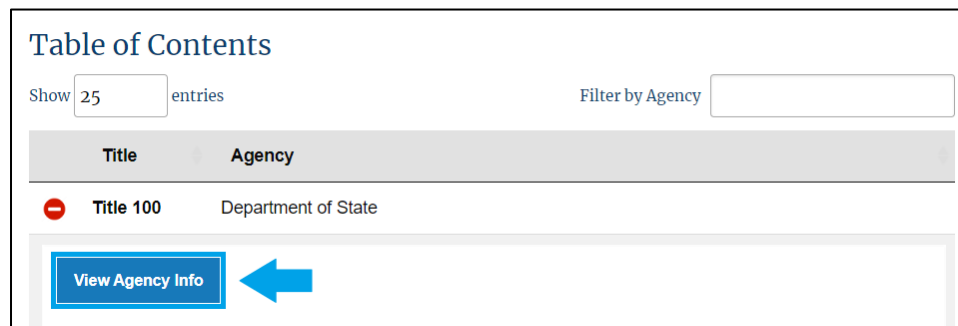 Table of Contents
Show 25 entries Filter by Agency
Title Agency
Title 100 Department of State
View Agency Info